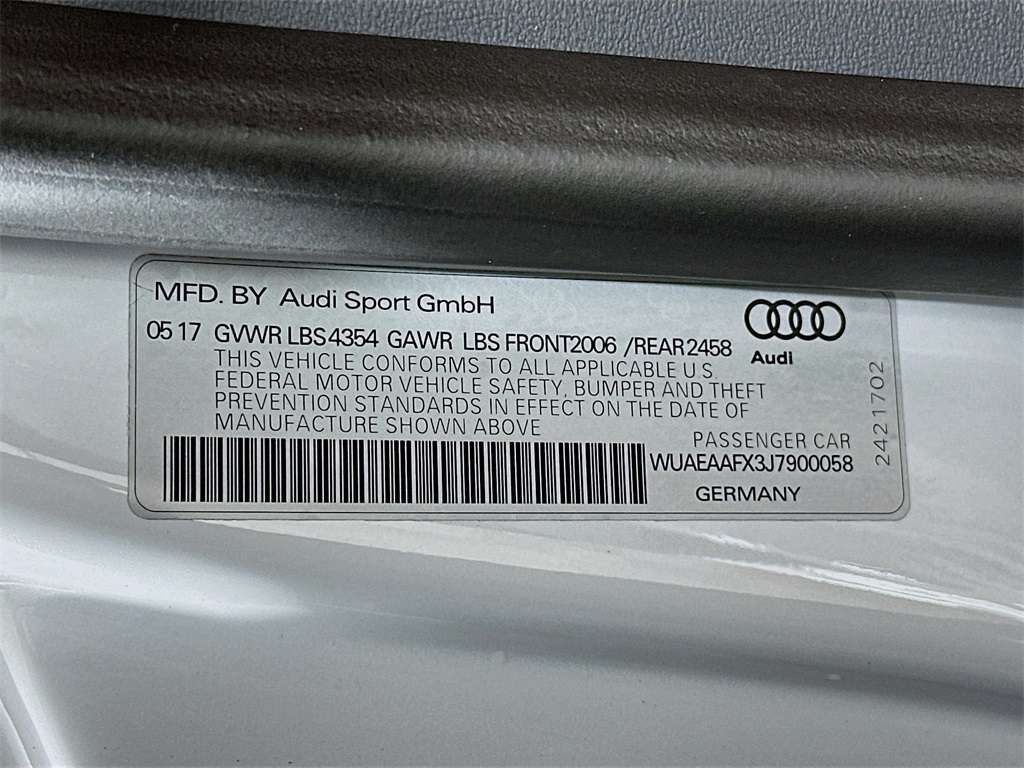 MFD. BY Audi Sport GmbH
05 17 GVWR LBS 4354 GAWR LBS FRONT2006 /REAR 2458
THIS VEHICLE CONFORMS TO ALL APPLICABLE U.S.
FEDERAL MOTOR VEHICLE SAFETY, BUMPER AND THEFT
PREVENTION STANDARDS IN EFFECT ON THE DATE OF
MANUFACTURE SHOWN ABOVE
Audi
PASSENGER CAR
WUAEAAFX3J7900058
GERMANY
2421702